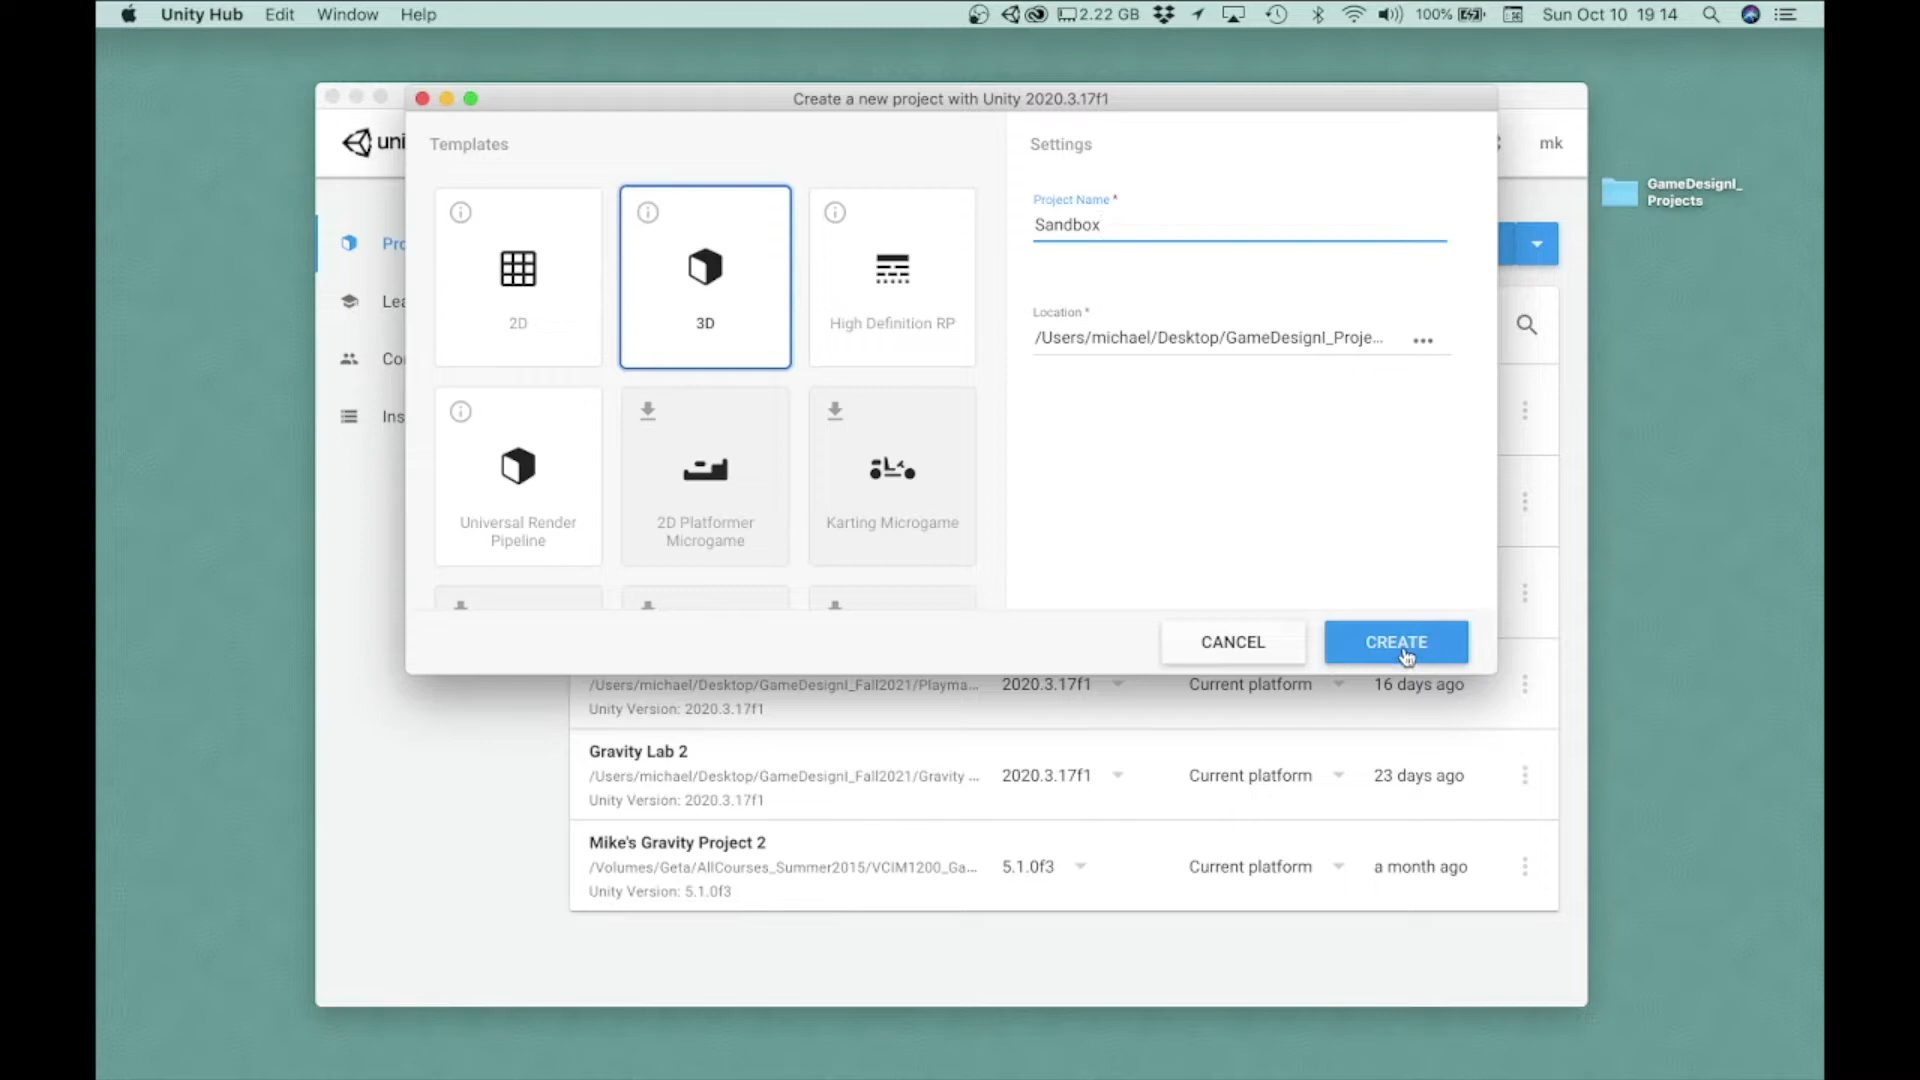 Unity Hub Edit Window Help 2.22 GB 100% Sun Oct 10 19 14
Create a new project with Unity 2020.3.17f1
uni
mk
Templates
Settings
GameDesignI_
Projects
Project Name *
Sandbox
Pro
Lea
Co
Ins
2D
3D
High Definition RP
Location *
/Users/michael/Desktop/GameDesignI_Proje...
Universal Render
Pipeline
2D Platformer
Microgame
Karting Microgame
CANCEL
CREATE
/Users/michael/Desktop/GameDesignI_Fall2021/Playma... 2020.3.17f1 Current platform 16 days ago
Unity Version: 2020.3.17f1
Gravity Lab 2
/Users/michael/Desktop/GameDesignI_Fall2021/Gravity ... 2020.3.17f1 Current platform 23 days ago
Unity Version: 2020.3.17f1
Mike's Gravity Project 2
/Volumes/Geta/AllCourses_Summer2015/VCIM1200_Ga... 5.1.0f3 Current platform a month ago
Unity Version: 5.1.0f3